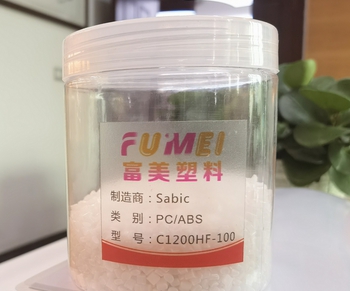 FUMEI
富美塑料
制造商：Sabic
类 别：PC/ABS
型 号：C1200HF-100